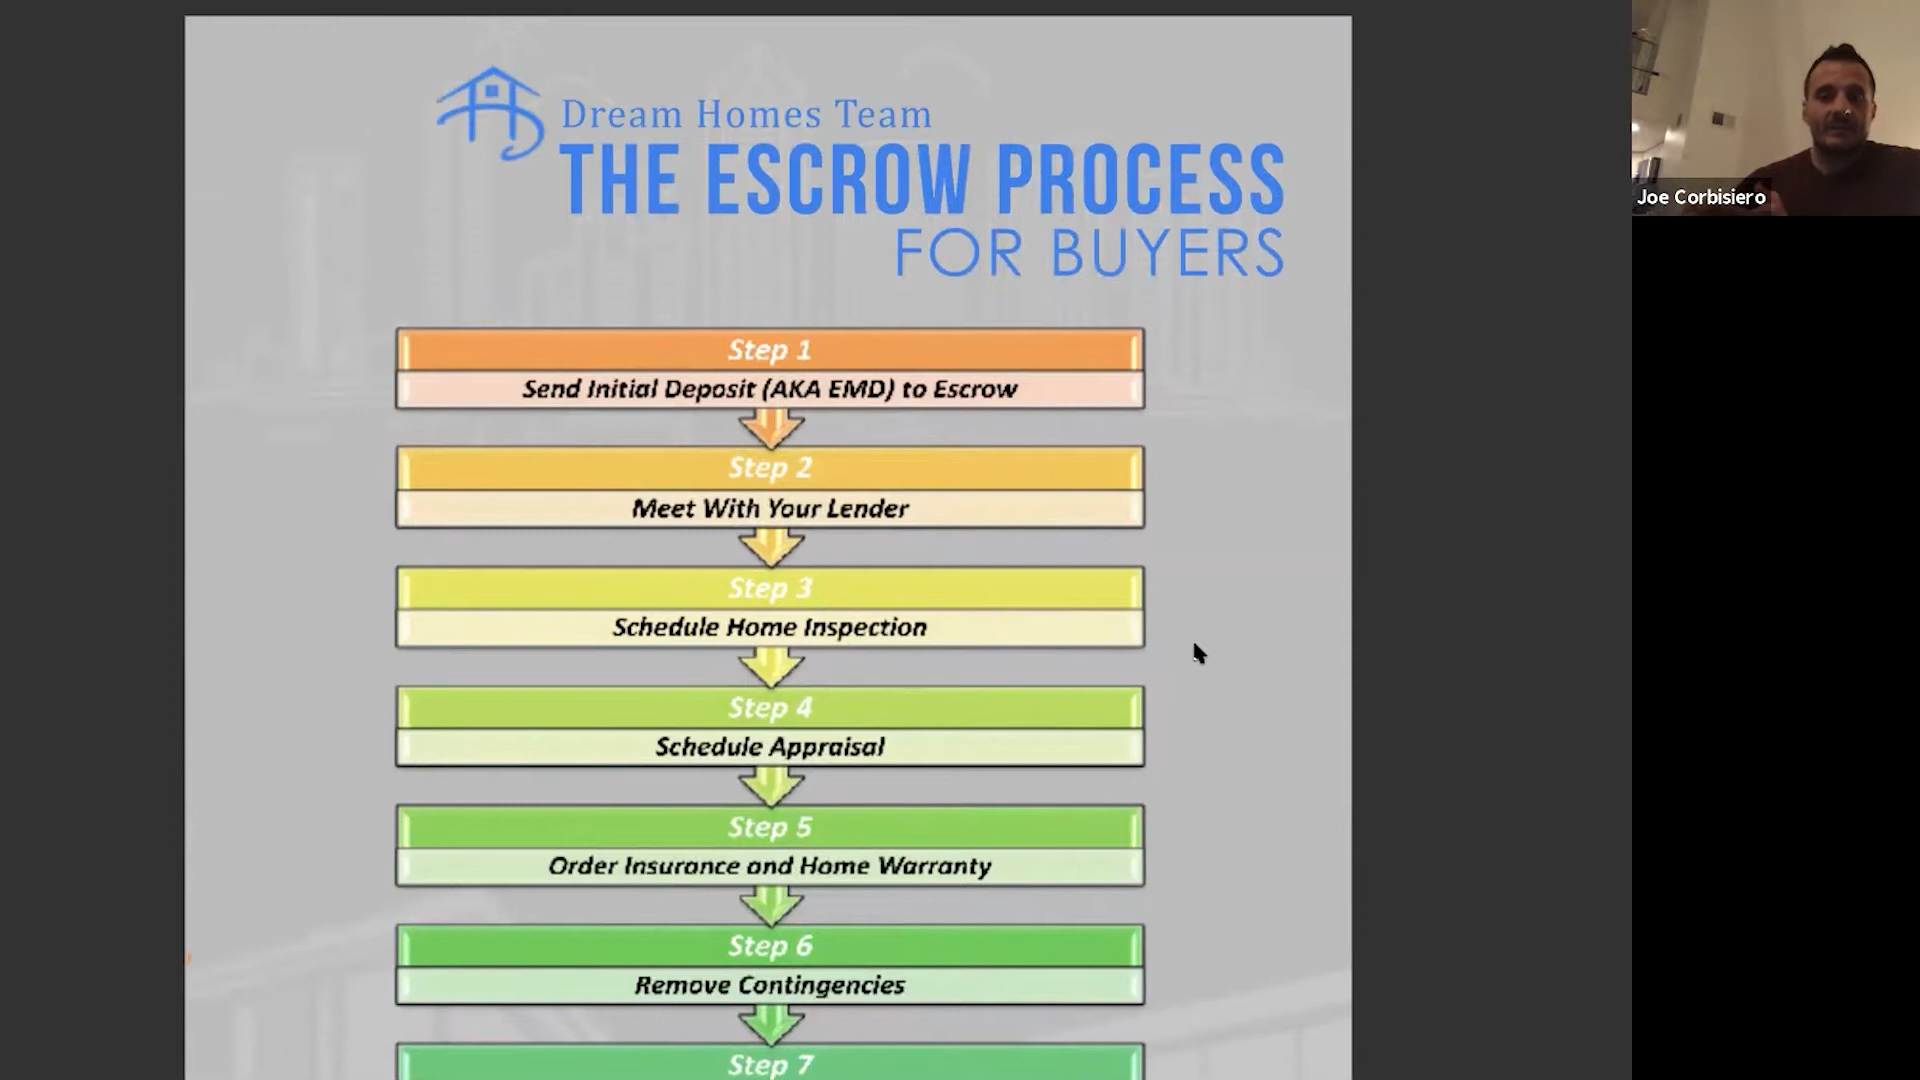 Dream Homes Team
THE ESCROW PROCESS
FOR BUYERS
Joe Corbisiero
Step 1
Send Initial Deposit (AKA EMD) to Escrow
Step 2
Meet With Your Lender
Step 3
Schedule Home Inspection
Step 4
Schedule Appraisal
Step 5
Order Insurance and Home Warranty
Step 6
Remove Contingencies
Step 7